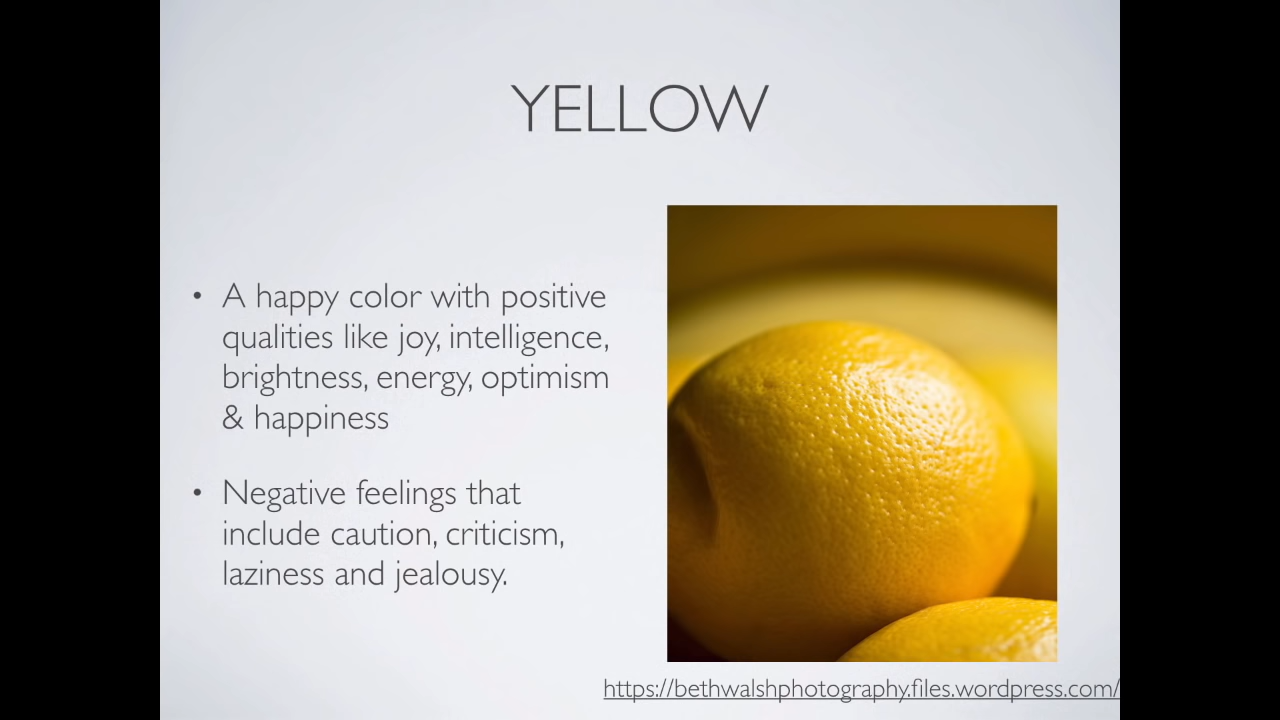 YELLOW
• A happy color with positive
qualities like joy, intelligence,
brightness, energy, optimism
& happiness
• Negative feelings that
include caution, criticism,
laziness and jealousy.
https://bethwalshphotography.files.wordpress.com/